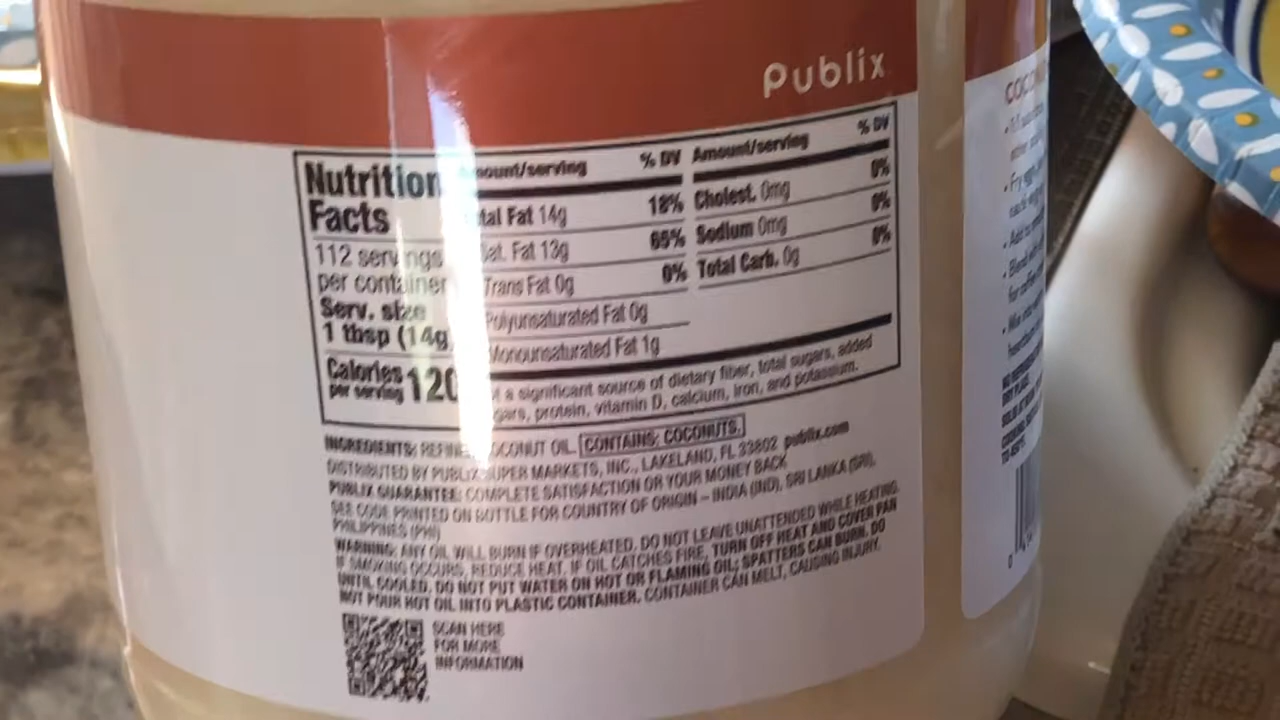 Publix
Nutrition
Facts
112 servings
per container
Serv. size
1 tbsp (14g
Calories
per serving 120
mount/serving % DV
tal Fat 14g 18%
Sat. Fat 13g 65%
Trans Fat 0g 0%
Polyunsaturated Fat 0g
Monounsaturated Fat 1g
Amount/serving % DV
Cholest. 0mg 0%
Sodium 0mg 0%
Total Carb. 0g 0%
t a significant source of dietary fiber, total sugars, added
gars, protein, vitamin D, calcium, iron, and potassium.
INGREDIENTS: REFINED COCONUT OIL. CONTAINS: COCONUTS.
DISTRIBUTED BY PUBLIX SUPER MARKETS, INC., LAKELAND, FL 33802 publix.com
PUBLIX GUARANTEE: COMPLETE SATISFACTION OR YOUR MONEY BACK
SEE CODE PRINTED ON BOTTLE FOR COUNTRY OF ORIGIN – INDIA (IND), SRI LANKA (SRI),
PHILIPPINES (PHI)
WARNING: ANY OIL WILL BURN IF OVERHEATED. DO NOT LEAVE UNATTENDED WHILE HEATING.
IF SMOKING OCCURS, REDUCE HEAT. IF OIL CATCHES FIRE, TURN OFF HEAT AND COVER PAN
UNTIL COOLED. DO NOT PUT WATER ON HOT OR FLAMING OIL; SPATTERS CAN BURN. DO
NOT POUR HOT OIL INTO PLASTIC CONTAINER. CONTAINER CAN MELT, CAUSING INJURY.
SCAN HERE
FOR MORE
INFORMATION